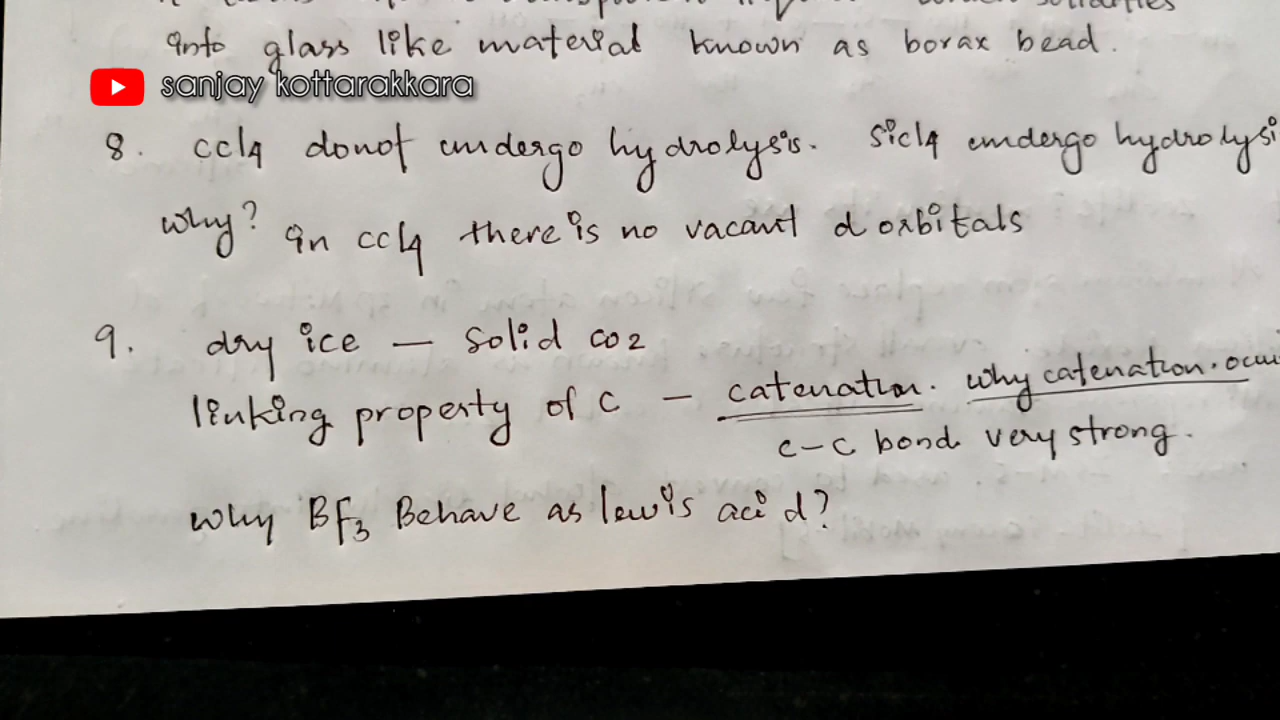 into glass like material known as borax bead.
sanjay kottarakkara
8. ccl4 donot undergo hydrolysis. Sicl4 undergo hydrolysi
why? in ccl4 there is no vacant d orbitals
9. dry ice — Solid co2
linking property of c — catenation. why catenation. occu
c-c bond very strong.
why BF3 Behave as lewis acid?